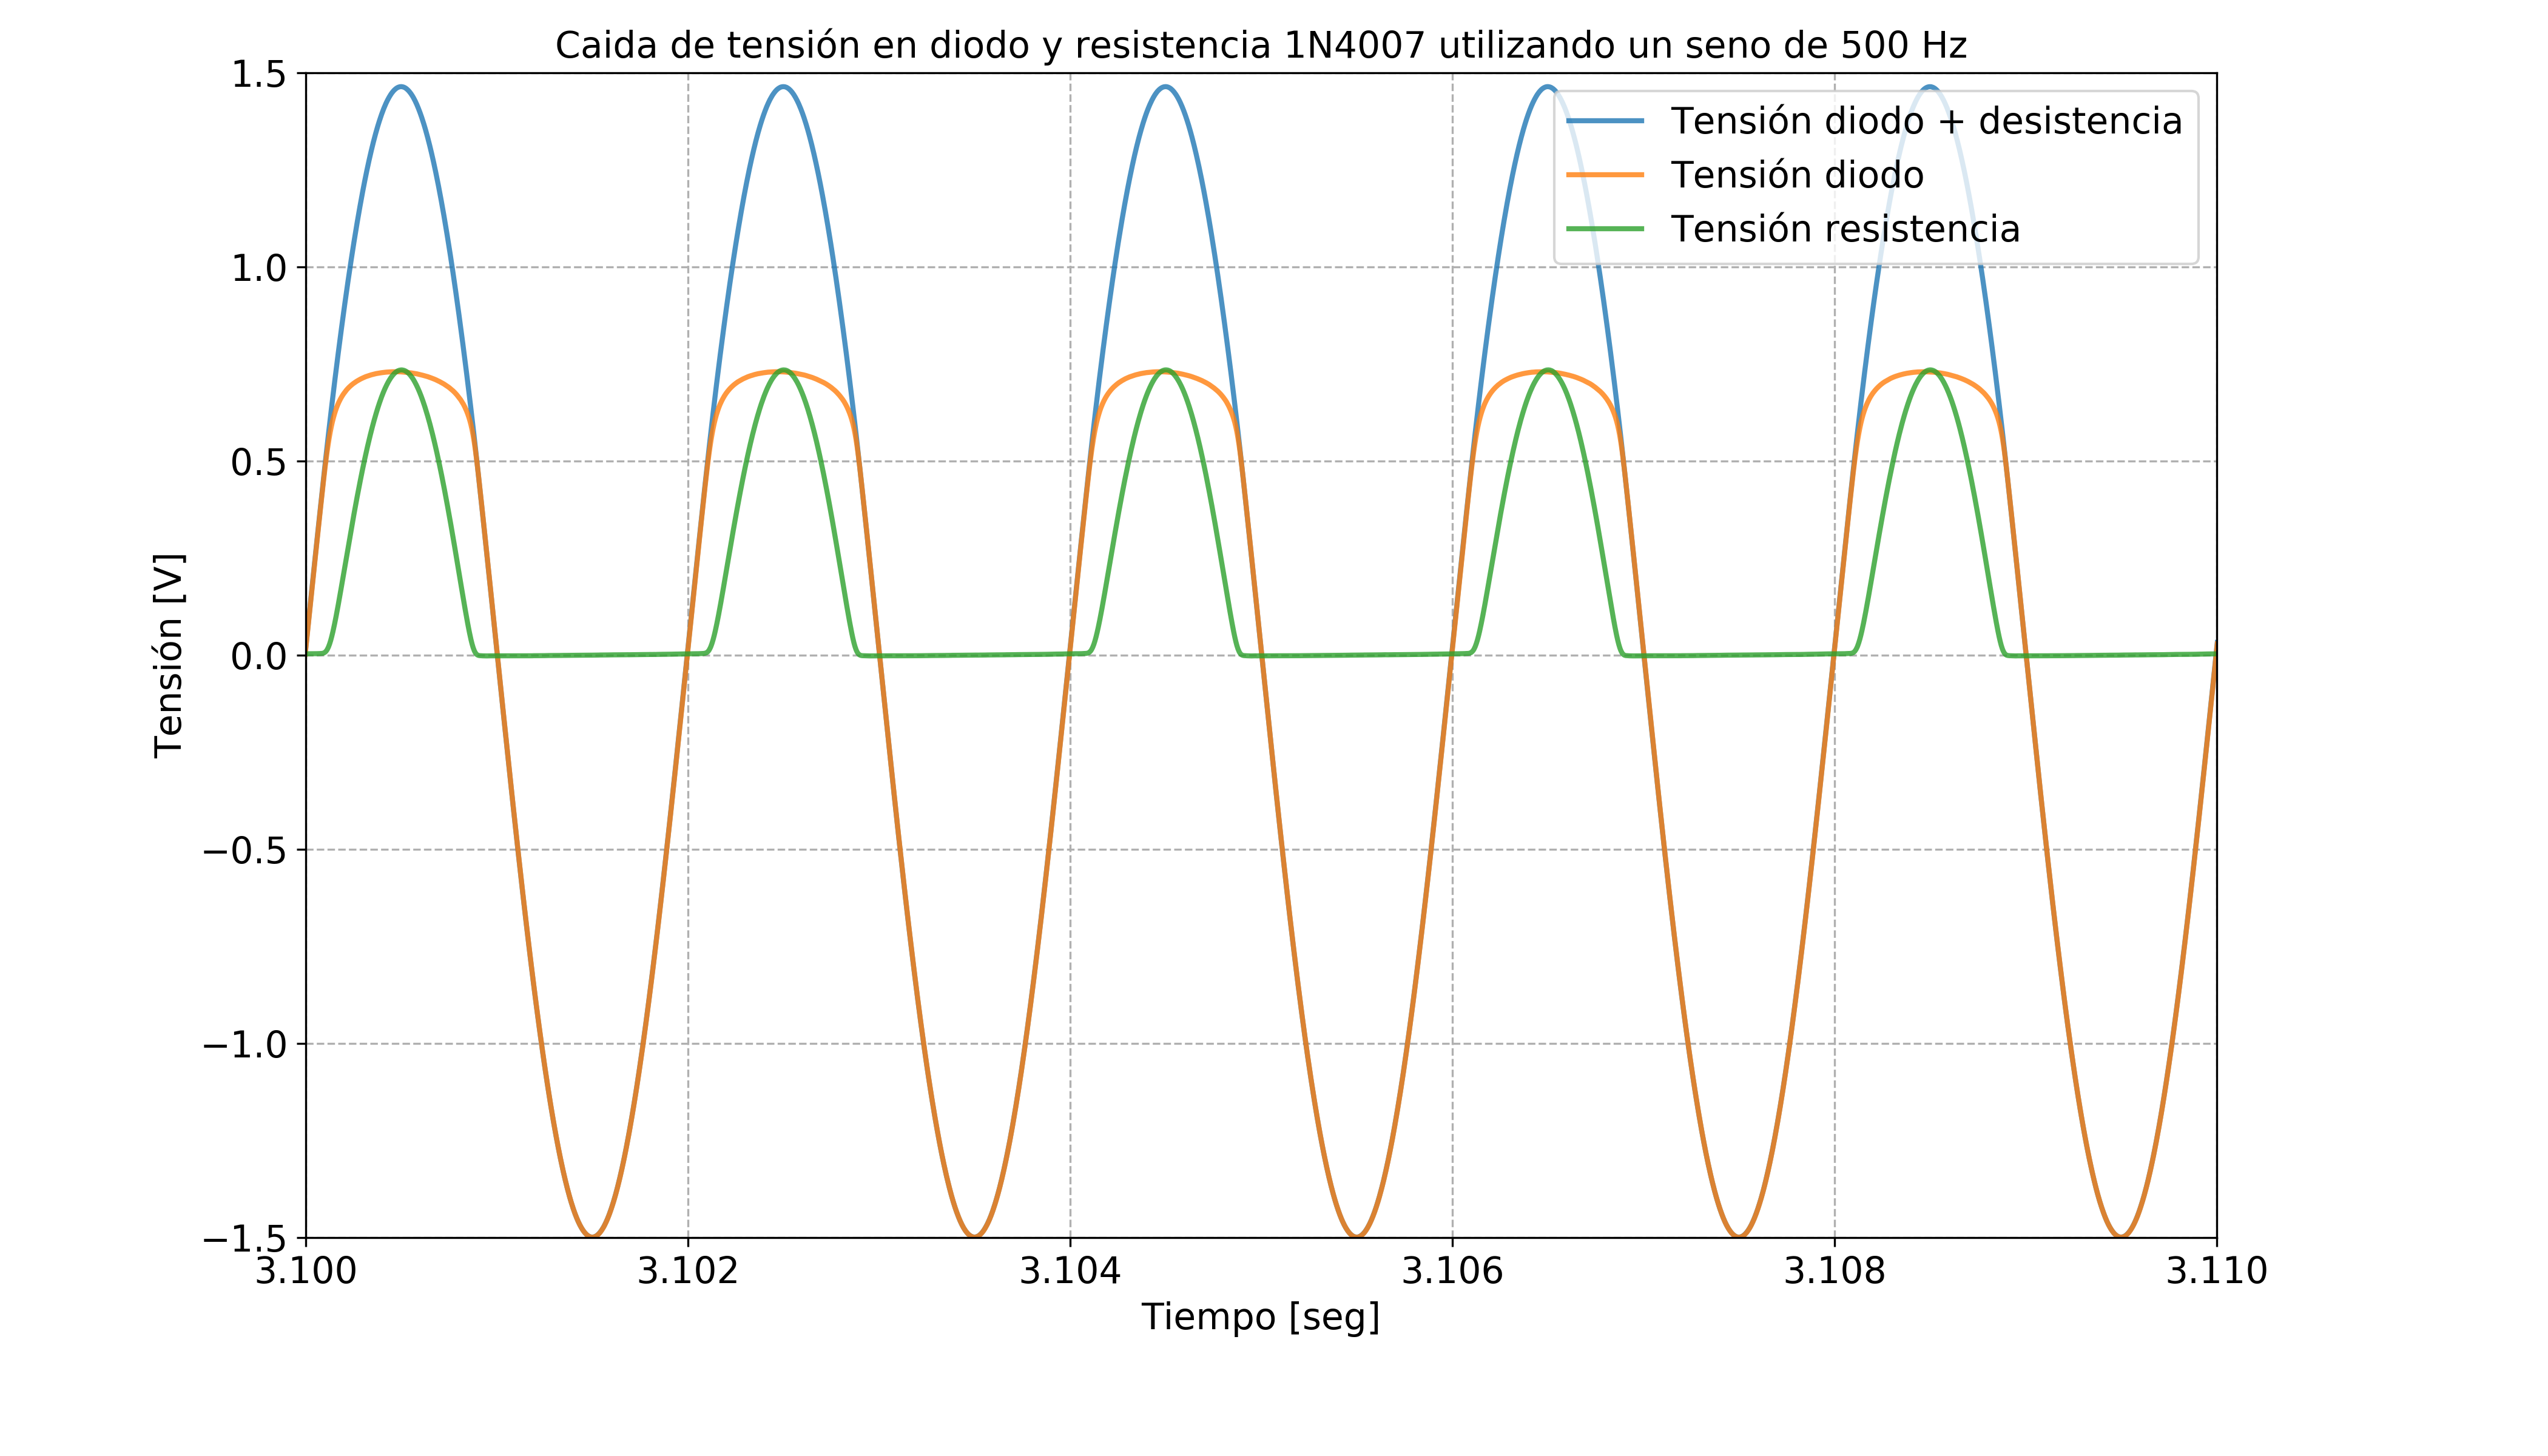 Caida de tensión en diodo y resistencia 1N4007 utilizando un seno de 500 Hz
Tensión diodo + desistencia
Tensión diodo
Tensión resistencia
Tensión [V]
1.5
1.0
0.5
0.0
−0.5
−1.0
−1.5
3.100 3.102 3.104 3.106 3.108 3.110
Tiempo [seg]